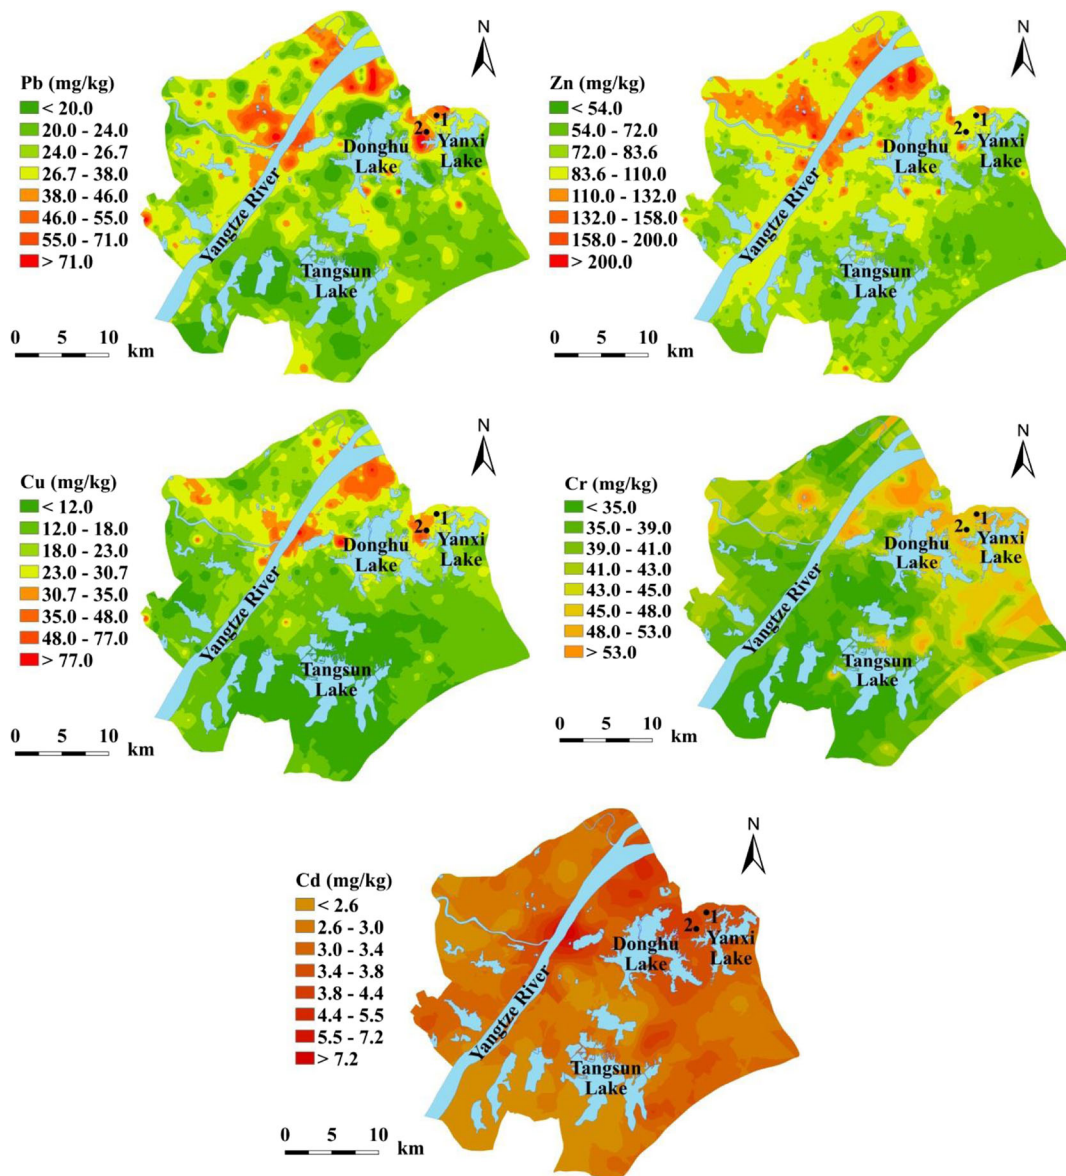 N
Pb (mg/kg)
< 20.0
20.0 - 24.0
24.0 - 26.7
26.7 - 38.0
38.0 - 46.0
46.0 - 55.0
55.0 - 71.0
> 71.0
1
2
Donghu
Lake
Yanxi
Lake
Yangtze River
Tangsun
Lake
0 5 10
km
N
Zn (mg/kg)
< 54.0
54.0 - 72.0
72.0 - 83.6
83.6 - 110.0
110.0 - 132.0
132.0 - 158.0
158.0 - 200.0
> 200.0
1
2
Donghu
Lake
Yanxi
Lake
Yangtze River
Tangsun
Lake
0 5 10
km
N
Cu (mg/kg)
< 12.0
12.0 - 18.0
18.0 - 23.0
23.0 - 30.7
30.7 - 35.0
35.0 - 48.0
48.0 - 77.0
> 77.0
1
2
Donghu
Lake
Yanxi
Lake
Yangtze River
Tangsun
Lake
0 5 10
km
N
Cr (mg/kg)
< 35.0
35.0 - 39.0
39.0 - 41.0
41.0 - 43.0
43.0 - 45.0
45.0 - 48.0
48.0 - 53.0
> 53.0
1
2
Donghu
Lake
Yanxi
Lake
Yangtze River
Tangsun
Lake
0 5 10
km
N
Cd (mg/kg)
< 2.6
2.6 - 3.0
3.0 - 3.4
3.4 - 3.8
3.8 - 4.4
4.4 - 5.5
5.5 - 7.2
> 7.2
1
2
Donghu
Lake
Yanxi
Lake
Yangtze River
Tangsun
Lake
0 5 10
km